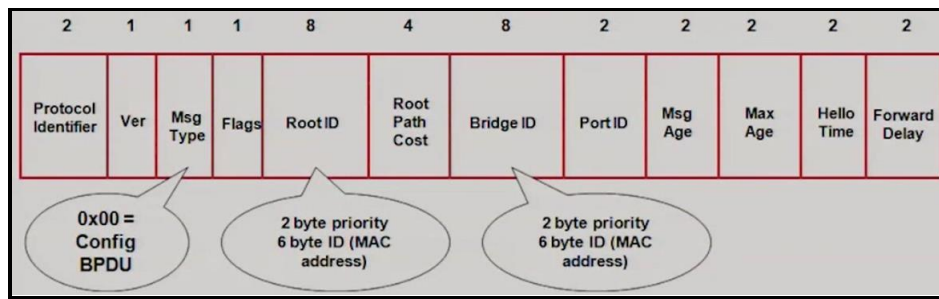 2 1 1 1 8 4 8 2 2 2 2 2
Protocol
Identifier
Ver
Msg
Type
Flags
Root ID
Root
Path
Cost
Bridge ID
Port ID
Msg
Age
Max
Age
Hello
Time
Forward
Delay
0x00 =
Config
BPDU
2 byte priority
6 byte ID (MAC
address)
2 byte priority
6 byte ID (MAC
address)